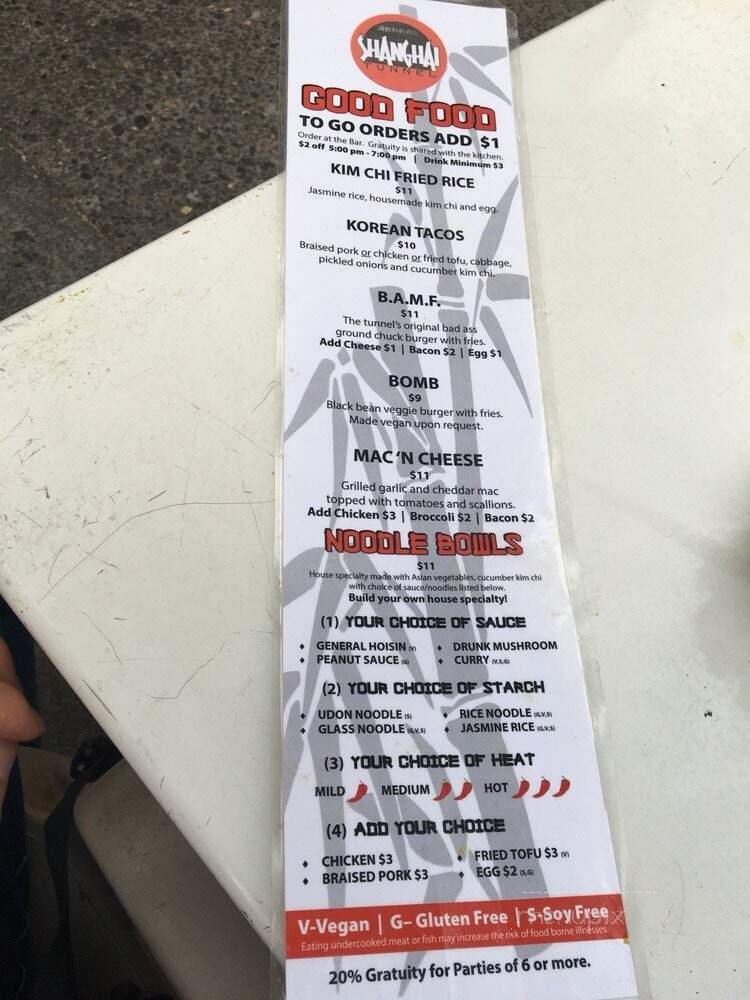 SHANGHAI
TUNNEL
GOOD FOOD
TO GO ORDERS ADD $1
Order at the Bar. Gratuity is shared with the kitchen.
$2 off 5:00 pm - 7:00 pm | Drink Minimum $3
KIM CHI FRIED RICE
$11
Jasmine rice, housemade kim chi and egg.
KOREAN TACOS
$10
Braised pork or chicken or fried tofu, cabbage,
pickled onions and cucumber kim chi.
B.A.M.F.
$11
The tunnel's original bad ass
ground chuck burger with fries.
Add Cheese $1 | Bacon $2 | Egg $1
BOMB
$9
Black bean veggie burger with fries.
Made vegan upon request.
MAC 'N CHEESE
$11
Grilled garlic and cheddar mac
topped with tomatoes and scallions.
Add Chicken $3 | Broccoli $2 | Bacon $2
NOODLE BOWLS
$11
House specialty made with Asian vegetables, cucumber kim chi
with choice of sauce/noodles listed below.
Build your own house specialty!
(1) YOUR CHOICE OF SAUCE
♦ GENERAL HOISIN (V) ♦ DRUNK MUSHROOM
♦ PEANUT SAUCE (G) ♦ CURRY (V,S,G)
(2) YOUR CHOICE OF STARCH
♦ UDON NOODLE (S) ♦ RICE NOODLE (G,V,S)
♦ GLASS NOODLE (G,V,S) ♦ JASMINE RICE (G,V,S)
(3) YOUR CHOICE OF HEAT
MILD MEDIUM HOT
(4) ADD YOUR CHOICE
♦ CHICKEN $3 ♦ FRIED TOFU $3 (V)
♦ BRAISED PORK $3 ♦ EGG $2 (S,G)
V-Vegan | G– Gluten Free | S-Soy Free
Eating undercooked meat or fish may increase the risk of food borne illnesses.
20% Gratuity for Parties of 6 or more.